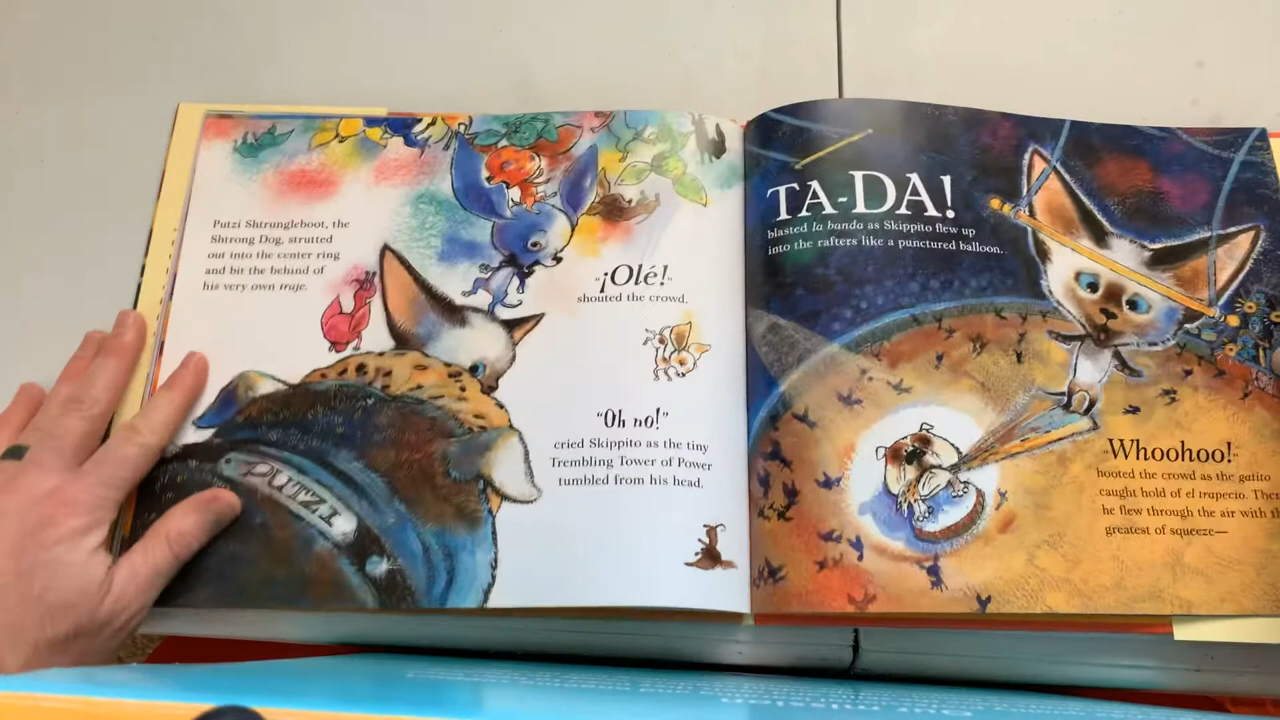 Putzi Shtrungleboot, the
Shtrong Dog, strutted
out into the center ring
and bit the behind of
his very own traje.
PUTZI
"¡Olé!"
shouted the crowd.
"Oh no!"
cried Skippito as the tiny
Trembling Tower of Power
tumbled from his head.
TA-DA!
blasted la banda as Skippito flew up
into the rafters like a punctured balloon.
"Whoohoo!"
hooted the crowd as the gatito
caught hold of el trapecio. Then
he flew through the air with the
greatest of squeeze—
Our mission